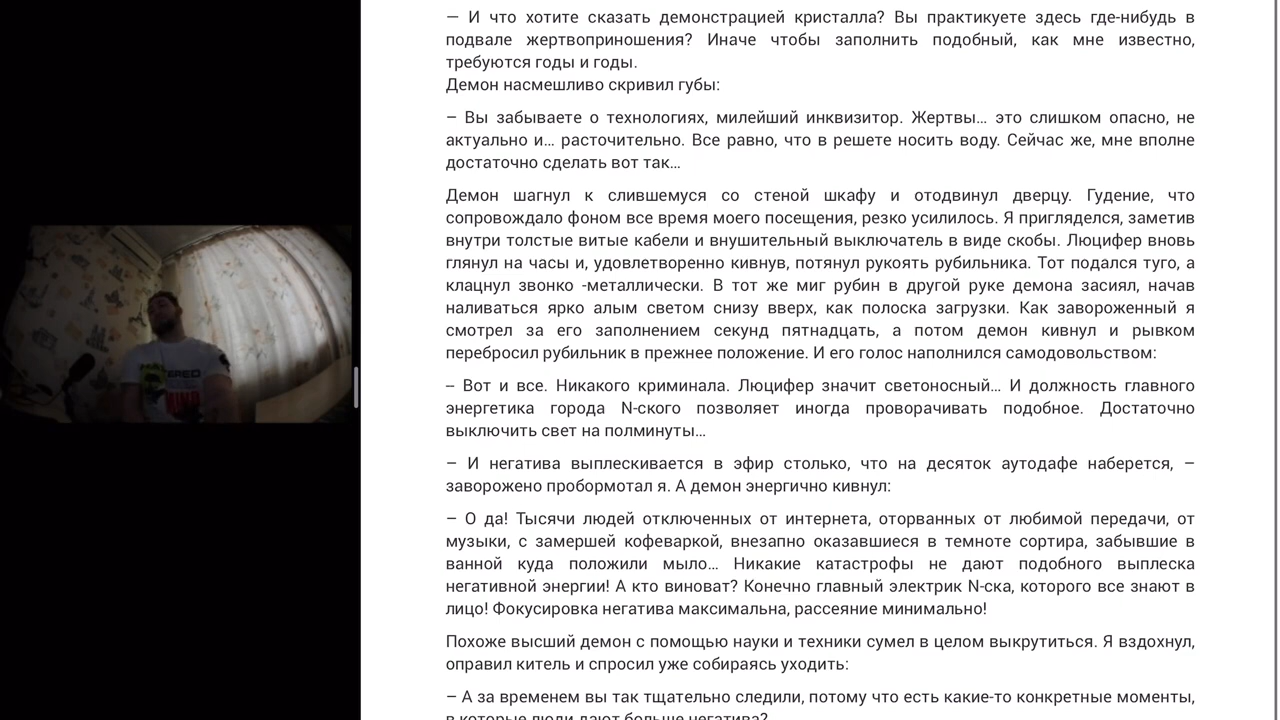 — И что хотите сказать демонстрацией кристалла? Вы практикуете здесь где-нибудь в
подвале жертвоприношения? Иначе чтобы заполнить подобный, как мне известно,
требуются годы и годы.
Демон насмешливо скривил губы:
– Вы забываете о технологиях, милейший инквизитор. Жертвы… это слишком опасно, не
актуально и… расточительно. Все равно, что в решете носить воду. Сейчас же, мне вполне
достаточно сделать вот так…
Демон шагнул к слившемуся со стеной шкафу и отодвинул дверцу. Гудение, что
сопровождало фоном все время моего посещения, резко усилилось. Я пригляделся, заметив
внутри толстые витые кабели и внушительный выключатель в виде скобы. Люцифер вновь
глянул на часы и, удовлетворенно кивнув, потянул рукоять рубильника. Тот подался туго, а
клацнул звонко -металлически. В тот же миг рубин в другой руке демона засиял, начав
наливаться ярко алым светом снизу вверх, как полоска загрузки. Как завороженный я
смотрел за его заполнением секунд пятнадцать, а потом демон кивнул и рывком
перебросил рубильник в прежнее положение. И его голос наполнился самодовольством:
– Вот и все. Никакого криминала. Люцифер значит светоносный… И должность главного
энергетика города N-ского позволяет иногда проворачивать подобное. Достаточно
выключить свет на полминуты…
– И негатива выплескивается в эфир столько, что на десяток аутодафе наберется, –
заворожено пробормотал я. А демон энергично кивнул:
– О да! Тысячи людей отключенных от интернета, оторванных от любимой передачи, от
музыки, с замершей кофеваркой, внезапно оказавшиеся в темноте сортира, забывшие в
ванной куда положили мыло… Никакие катастрофы не дают подобного выплеска
негативной энергии! А кто виноват? Конечно главный электрик N-ска, которого все знают в
лицо! Фокусировка негатива максимальна, рассеяние минимально!
Похоже высший демон с помощью науки и техники сумел в целом выкрутиться. Я вздохнул,
оправил китель и спросил уже собираясь уходить:
– А за временем вы так тщательно следили, потому что есть какие-то конкретные моменты,
в которые люди дают больше негатива?